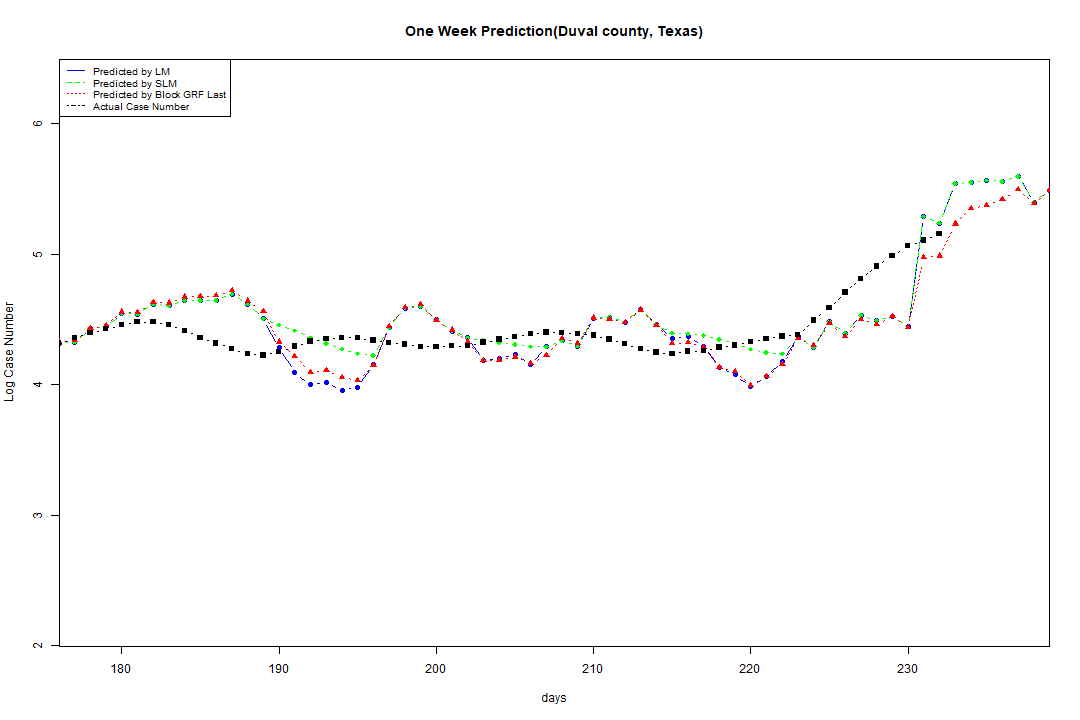 One Week Prediction(Duval county, Texas)
Predicted by LM
Predicted by SLM
Predicted by Block GRF Last
Actual Case Number
6
5
4
3
2
Log Case Number
180 190 200 210 220 230
days